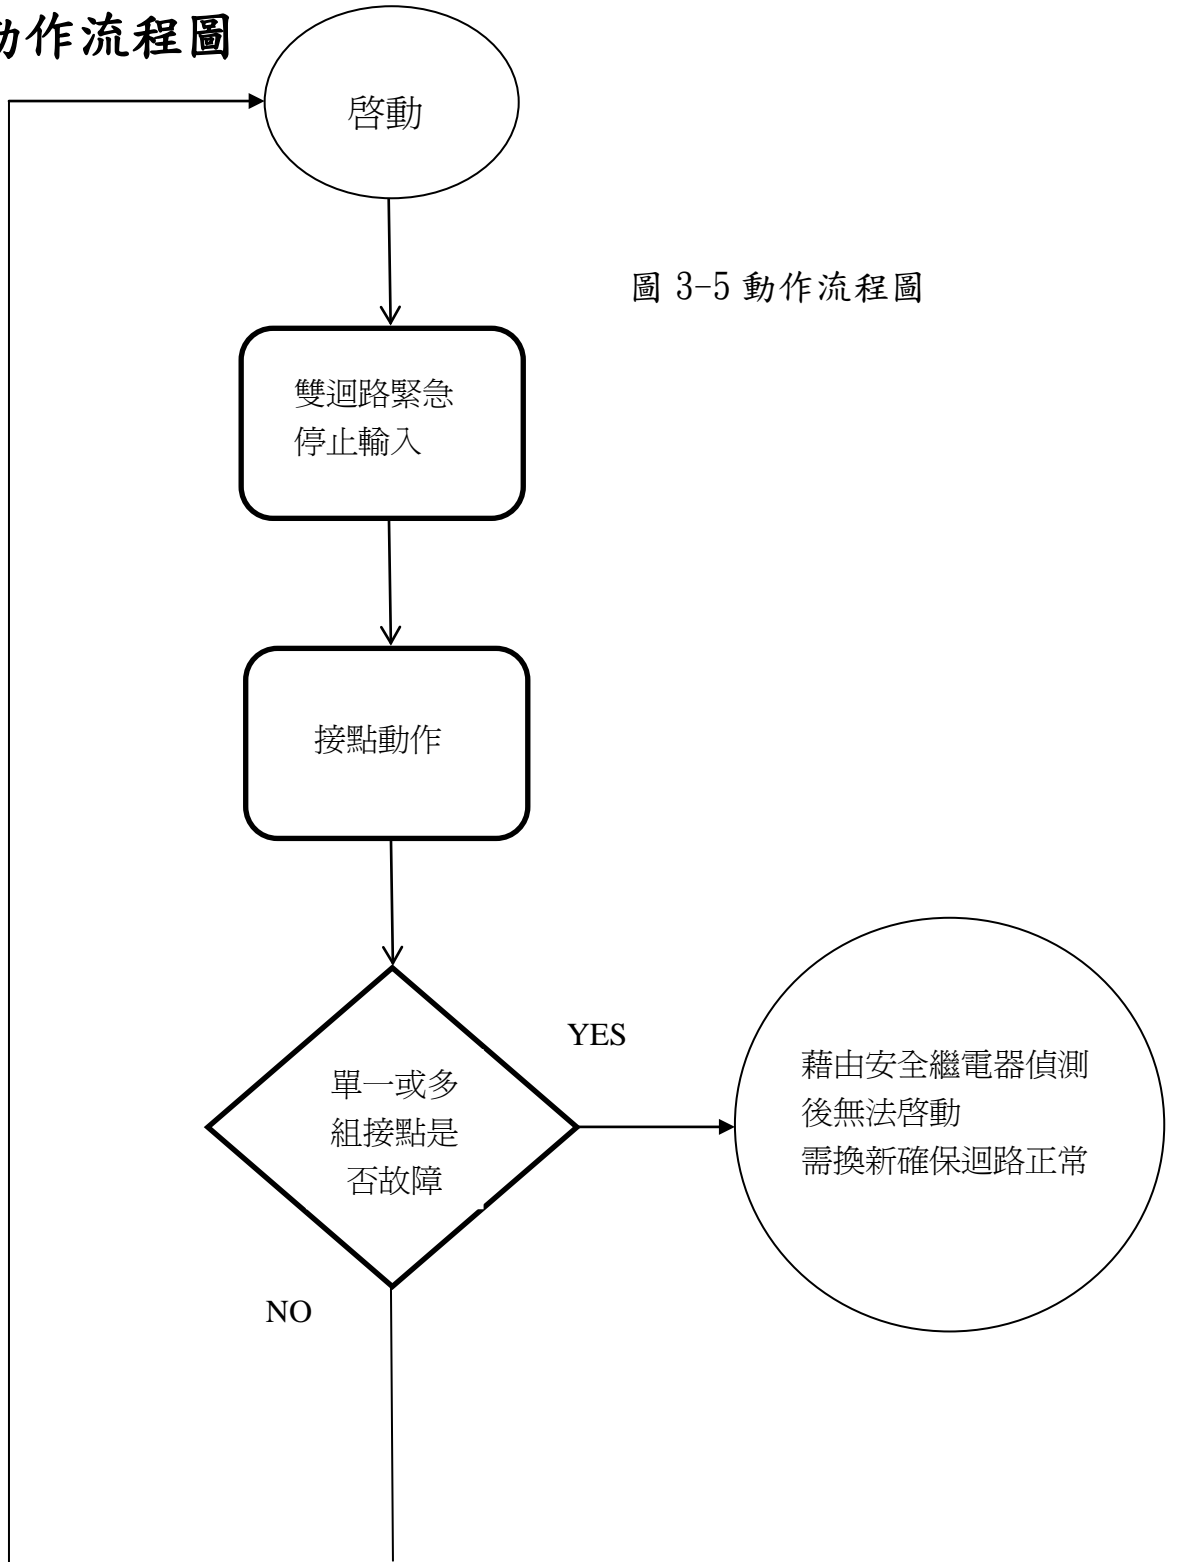 動作流程圖
啓動
圖 3-5 動作流程圖
雙迴路緊急
停止輸入
接點動作
YES
單一或多
組接點是
否故障
藉由安全繼電器偵測
後無法啓動
需換新確保迴路正常
NO